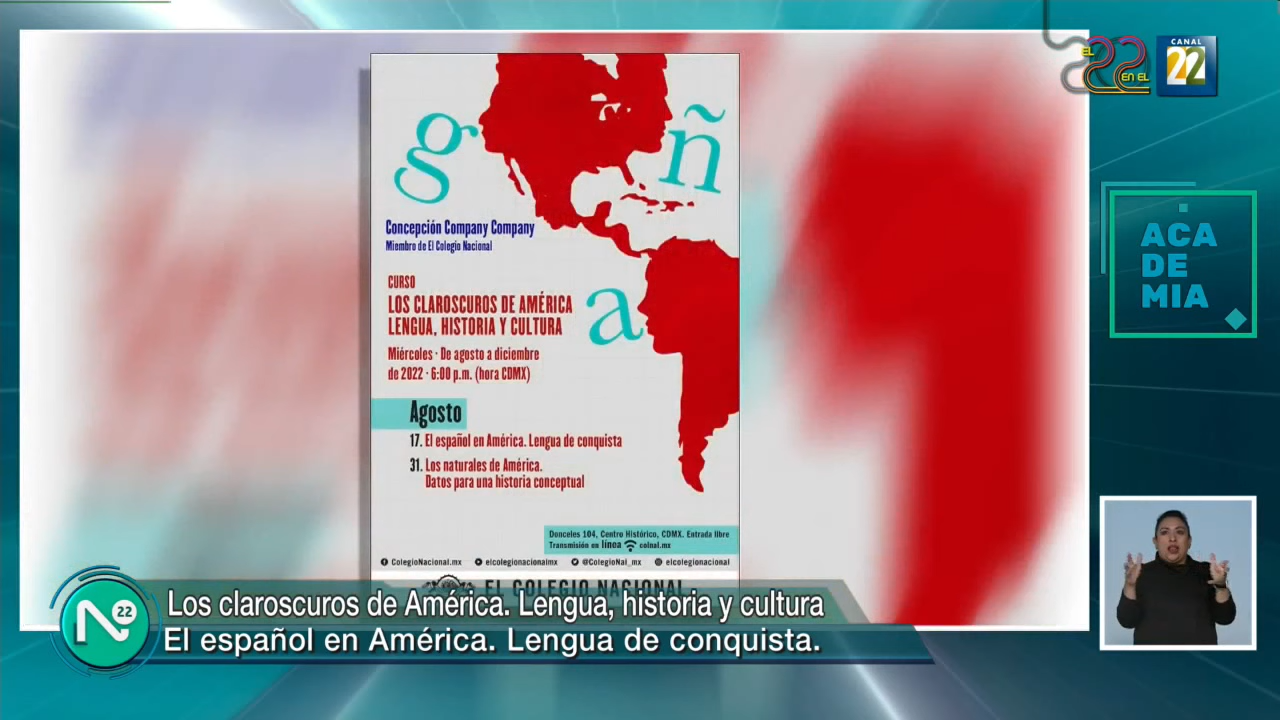 EL
22
EN EL
CANAL
22
g
ñ
Concepción Company Company
Miembro de El Colegio Nacional
CURSO
LOS CLAROSCUROS DE AMÉRICA
LENGUA, HISTORIA Y CULTURA
a
Miércoles · De agosto a diciembre
de 2022 · 6:00 p.m. (hora CDMX)
Agosto
17. El español en América. Lengua de conquista
31. Los naturales de América.
Datos para una historia conceptual
Donceles 104, Centro Histórico, CDMX. Entrada libre
Transmisión en línea colnal.mx
ColegioNacional.mx elcolegionacionalmx @ColegioNal_mx elcolegionacional
EL COLEGIO NACIONAL
ACA
DE
MIA
N22
Los claroscuros de América. Lengua, historia y cultura
El español en América. Lengua de conquista.